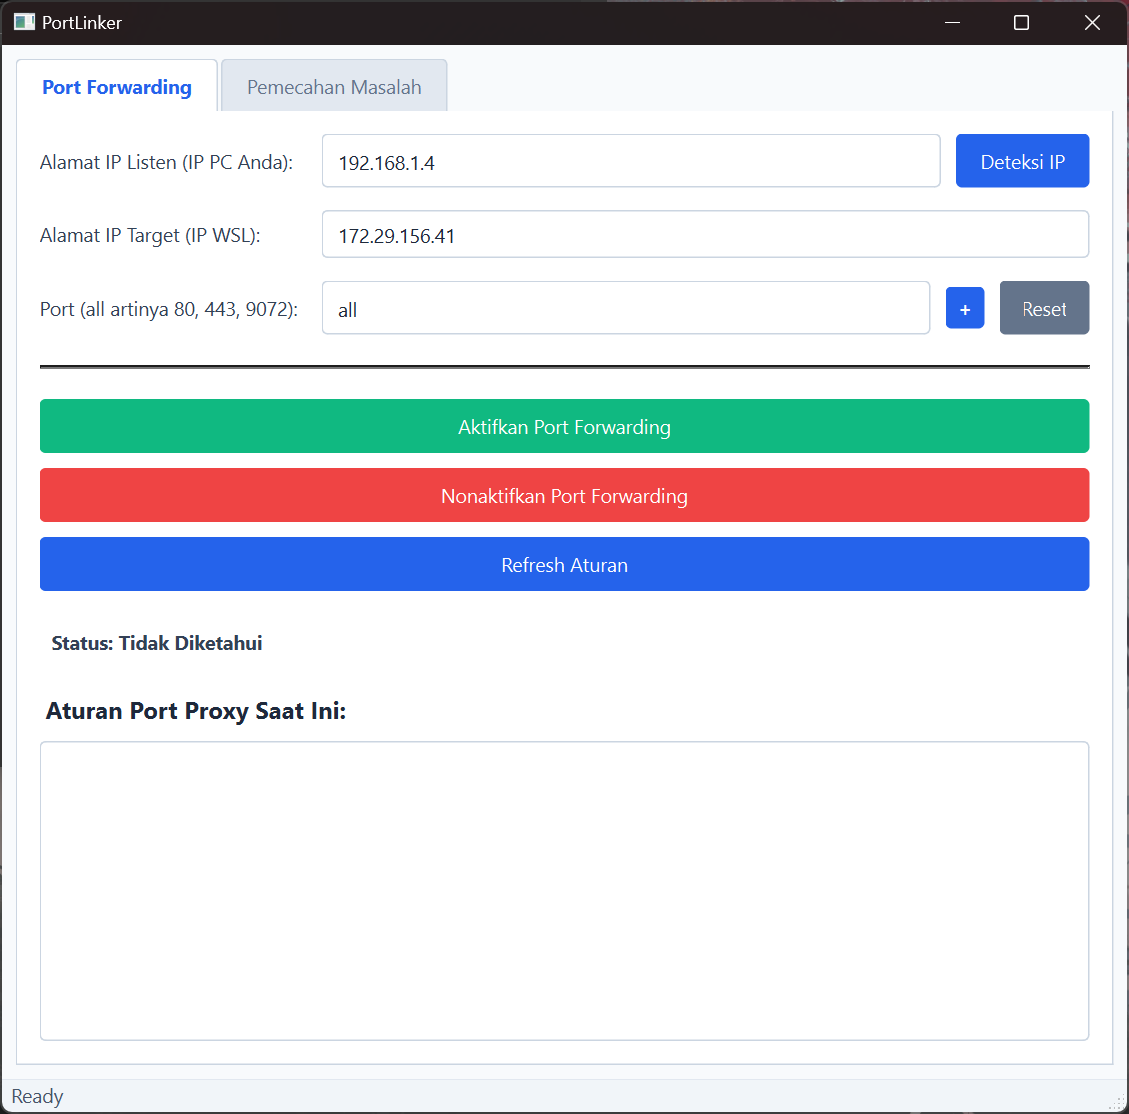 PortLinker
Port Forwarding
Pemecahan Masalah
Alamat IP Listen (IP PC Anda):
192.168.1.4
Deteksi IP
Alamat IP Target (IP WSL):
172.29.156.41
Port (all artinya 80, 443, 9072):
all
+
Reset
Aktifkan Port Forwarding
Nonaktifkan Port Forwarding
Refresh Aturan
Status: Tidak Diketahui
Aturan Port Proxy Saat Ini:
Ready